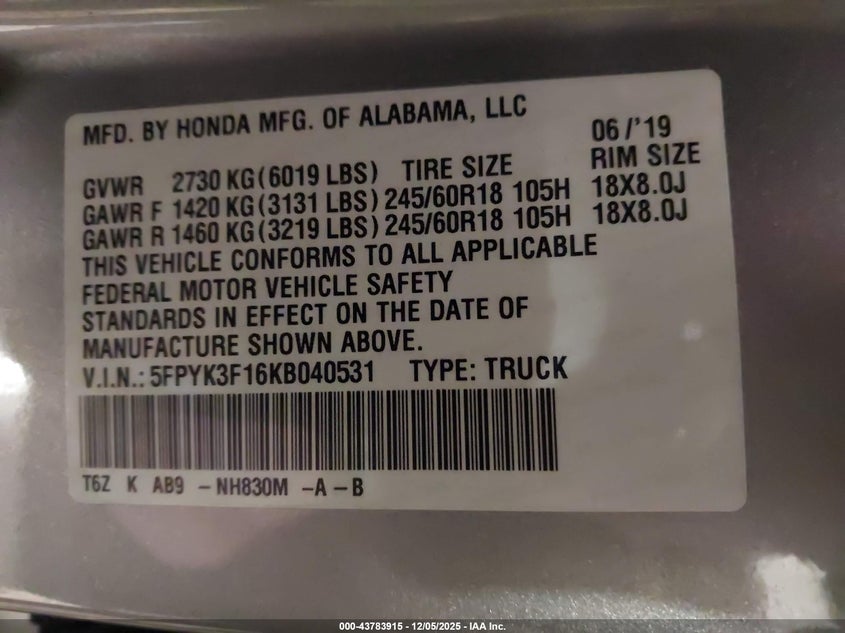 MFD. BY HONDA MFG. OF ALABAMA, LLC 06/'19
GVWR 2730 KG(6019 LBS) TIRE SIZE RIM SIZE
GAWR F 1420 KG(3131 LBS) 245/60R18 105H 18X8.0J
GAWR R 1460 KG(3219 LBS) 245/60R18 105H 18X8.0J
THIS VEHICLE CONFORMS TO ALL APPLICABLE
FEDERAL MOTOR VEHICLE SAFETY
STANDARDS IN EFFECT ON THE DATE OF
MANUFACTURE SHOWN ABOVE.
V.I.N.: 5FPYK3F16KB040531 TYPE: TRUCK
T6Z K AB9 -NH830M -A -B
000-43783915 - 12/05/2025 - IAA Inc.